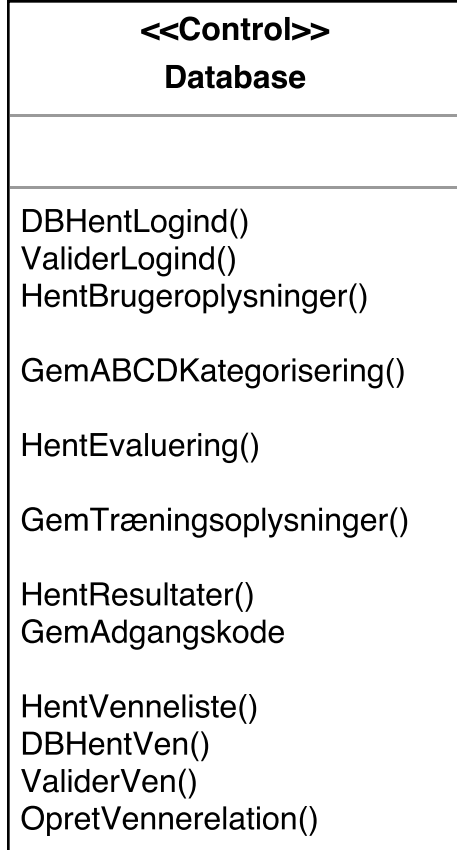 <<Control>>
Database
DBHentLogind()
ValiderLogind()
HentBrugeroplysninger()
GemABCDKategorisering()
HentEvaluering()
GemTræningsoplysninger()
HentResultater()
GemAdgangskode
HentVenneliste()
DBHentVen()
ValiderVen()
OpretVennerelation()